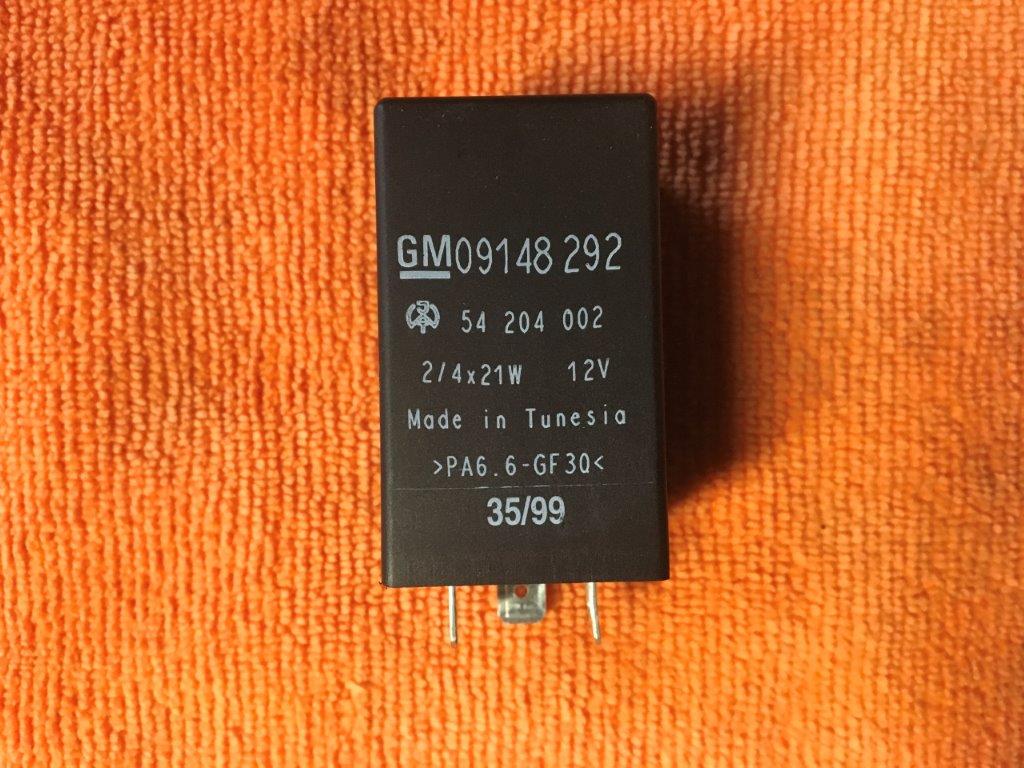 GM09148 292
54 204 002
2/4x21W 12V
Made in Tunesia
>PA6.6-GF30<
35/99